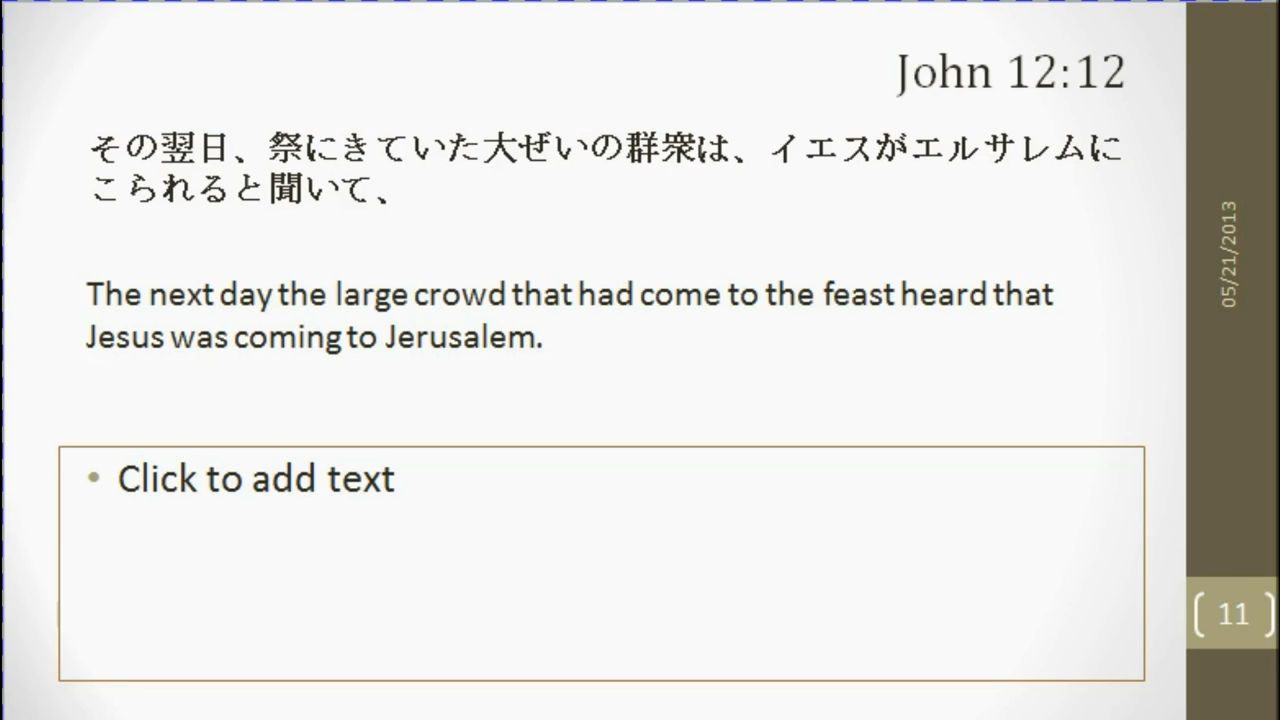 John 12:12
その翌日、祭にきていた大ぜいの群衆は、イエスがエルサレムに
こられると聞いて、
The next day the large crowd that had come to the feast heard that
Jesus was coming to Jerusalem.
• Click to add text
05/21/2013
11